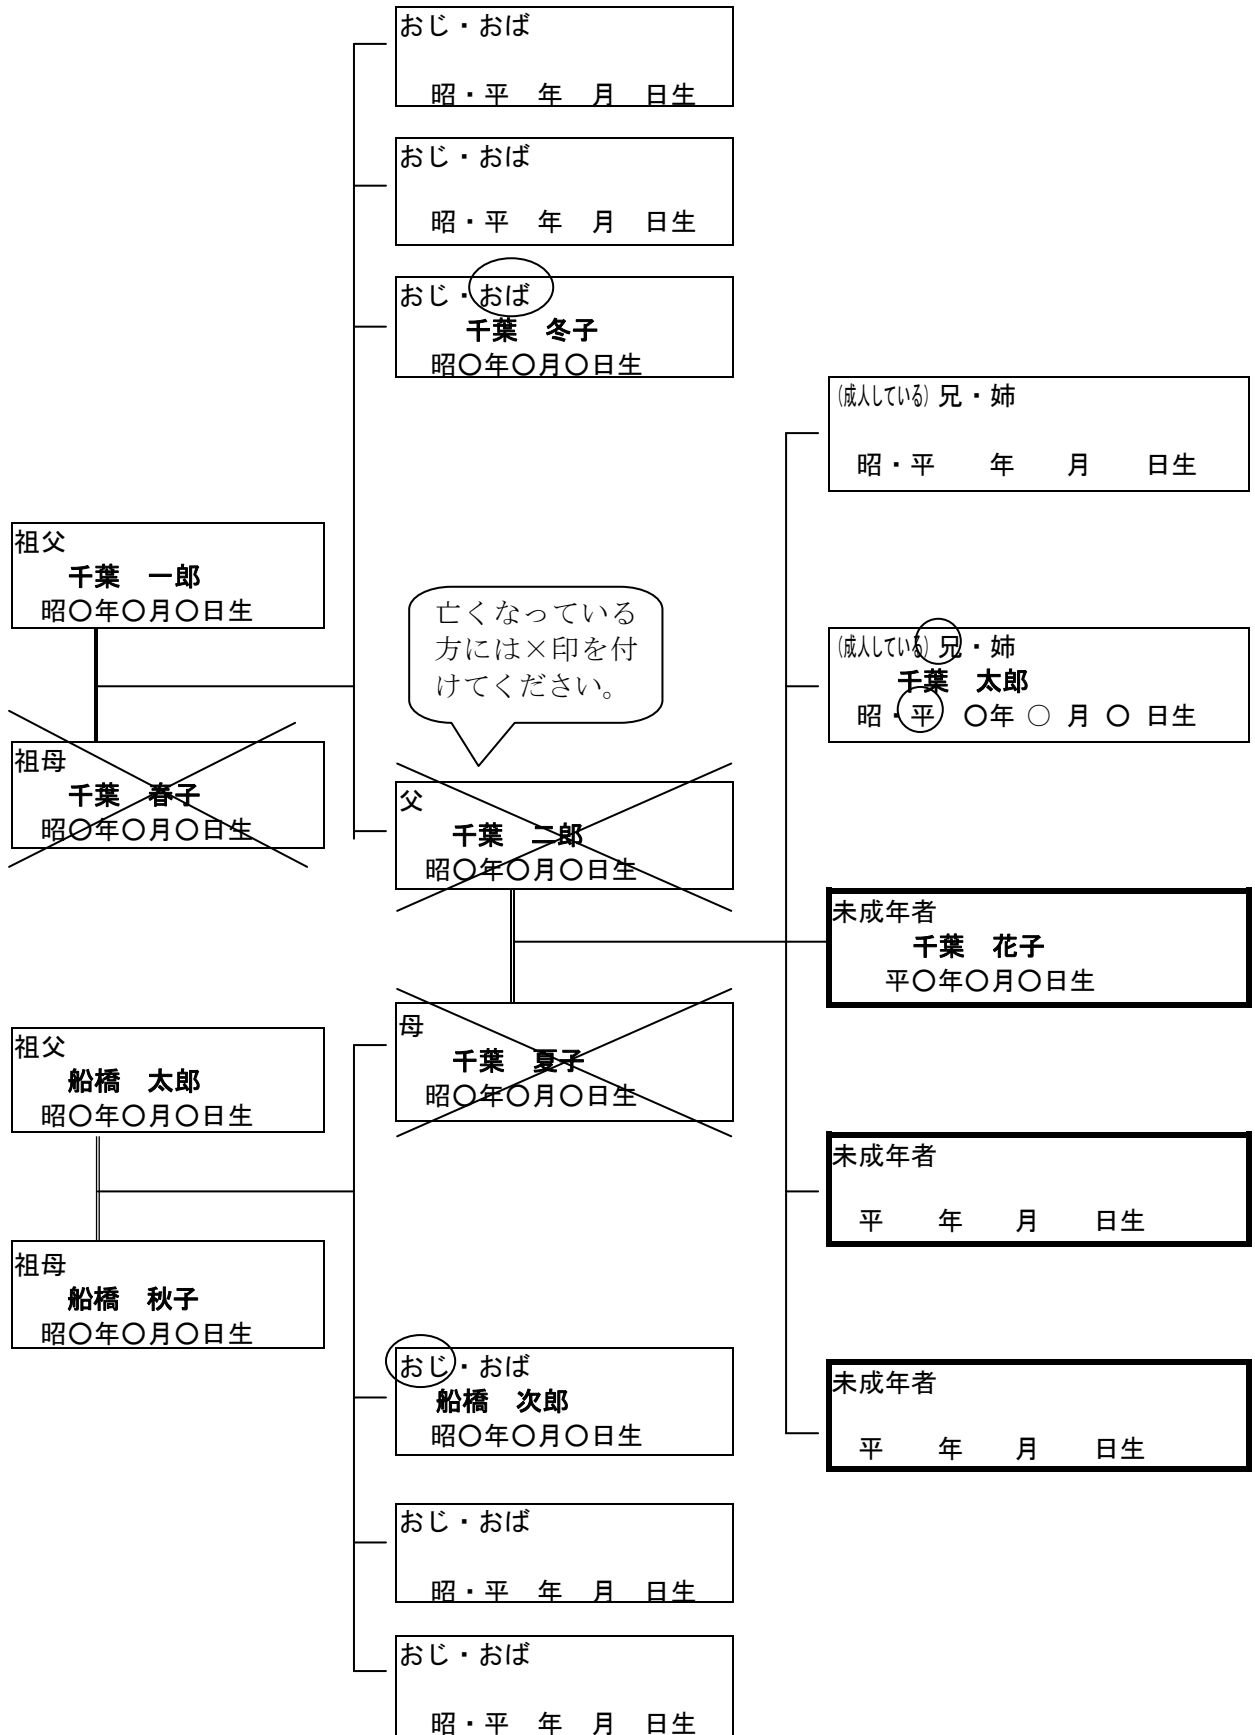 おじ・おば
昭・平　年　月　日生
おじ・おば
昭・平　年　月　日生
おじ・おば
千葉　冬子
昭〇年〇月〇日生
(成人している) 兄・姉
昭・平　　年　　月　　日生
祖父
千葉　一郎
昭〇年〇月〇日生
亡くなっている
方には×印を付
けてください。
(成人している) 兄・姉
千葉　太郎
昭・平　〇年 〇 月 〇 日生
祖母
千葉　春子
昭〇年〇月〇日生
父
千葉　二郎
昭〇年〇月〇日生
未成年者
千葉　花子
平〇年〇月〇日生
母
千葉　夏子
昭〇年〇月〇日生
祖父
船橋　太郎
昭〇年〇月〇日生
未成年者
平　　年　　月　　日生
祖母
船橋　秋子
昭〇年〇月〇日生
おじ・おば
船橋　次郎
昭〇年〇月〇日生
未成年者
平　　年　　月　　日生
おじ・おば
昭・平　年　月　日生
おじ・おば
昭・平　年　月　日生